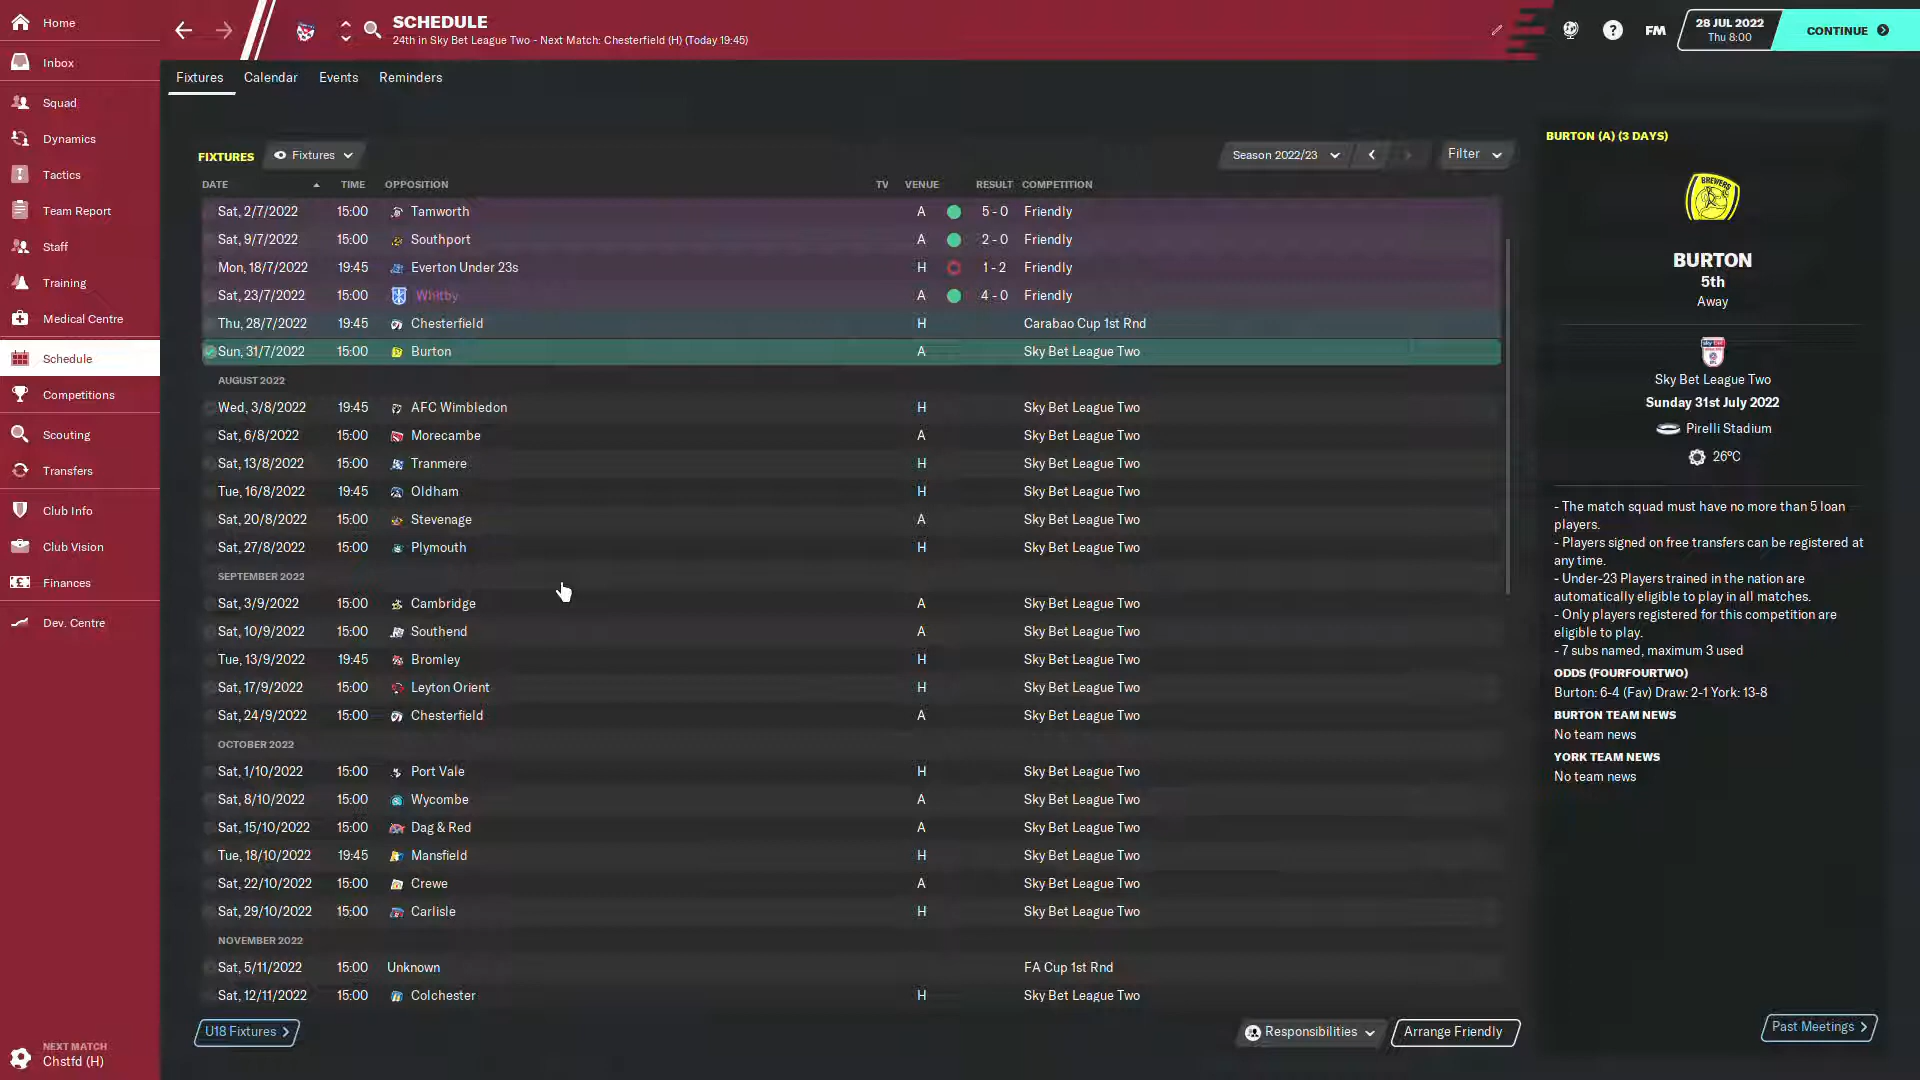 Home
Inbox
Squad
Dynamics
Tactics
Team Report
Staff
Training
Medical Centre
Schedule
Competitions
Scouting
Transfers
Club Info
Club Vision
Finances
Dev. Centre
NEXT MATCH
Chstfd (H)
SCHEDULE
24th in Sky Bet League Two - Next Match: Chesterfield (H) (Today 19:45)
FM
28 JUL 2022
Thu 8:00
CONTINUE
Fixtures Calendar Events Reminders
FIXTURES Fixtures Season 2022/23 Filter
DATE TIME OPPOSITION TV VENUE RESULT COMPETITION
Sat, 2/7/2022 15:00 Tamworth A 5 - 0 Friendly
Sat, 9/7/2022 15:00 Southport A 2 - 0 Friendly
Mon, 18/7/2022 19:45 Everton Under 23s H 1 - 2 Friendly
Sat, 23/7/2022 15:00 Whitby A 4 - 0 Friendly
Thu, 28/7/2022 19:45 Chesterfield H Carabao Cup 1st Rnd
Sun, 31/7/2022 15:00 Burton A Sky Bet League Two
AUGUST 2022
Wed, 3/8/2022 19:45 AFC Wimbledon H Sky Bet League Two
Sat, 6/8/2022 15:00 Morecambe A Sky Bet League Two
Sat, 13/8/2022 15:00 Tranmere H Sky Bet League Two
Tue, 16/8/2022 19:45 Oldham H Sky Bet League Two
Sat, 20/8/2022 15:00 Stevenage A Sky Bet League Two
Sat, 27/8/2022 15:00 Plymouth H Sky Bet League Two
SEPTEMBER 2022
Sat, 3/9/2022 15:00 Cambridge A Sky Bet League Two
Sat, 10/9/2022 15:00 Southend A Sky Bet League Two
Tue, 13/9/2022 19:45 Bromley H Sky Bet League Two
Sat, 17/9/2022 15:00 Leyton Orient H Sky Bet League Two
Sat, 24/9/2022 15:00 Chesterfield A Sky Bet League Two
OCTOBER 2022
Sat, 1/10/2022 15:00 Port Vale H Sky Bet League Two
Sat, 8/10/2022 15:00 Wycombe A Sky Bet League Two
Sat, 15/10/2022 15:00 Dag & Red A Sky Bet League Two
Tue, 18/10/2022 19:45 Mansfield H Sky Bet League Two
Sat, 22/10/2022 15:00 Crewe A Sky Bet League Two
Sat, 29/10/2022 15:00 Carlisle H Sky Bet League Two
NOVEMBER 2022
Sat, 5/11/2022 15:00 Unknown FA Cup 1st Rnd
Sat, 12/11/2022 15:00 Colchester H Sky Bet League Two
U18 Fixtures Responsibilities Arrange Friendly
BURTON (A) (3 DAYS)
BREWERS
BURTON
5th
Away
Sky Bet League Two
Sunday 31st July 2022
Pirelli Stadium
26°C
- The match squad must have no more than 5 loan
players.
- Players signed on free transfers can be registered at
any time.
- Under-23 Players trained in the nation are
automatically eligible to play in all matches.
- Only players registered for this competition are
eligible to play.
- 7 subs named, maximum 3 used
ODDS (FOURFOURTWO)
Burton: 6-4 (Fav) Draw: 2-1 York: 13-8
BURTON TEAM NEWS
No team news
YORK TEAM NEWS
No team news
Past Meetings